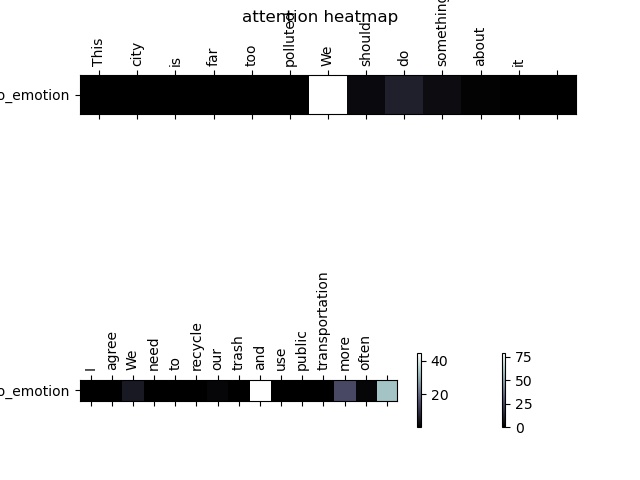 attention heatmap
This city is far too polluted We should do something about it
o_emotion
I agree We need to recycle our trash and use public transportation more often
o_emotion
40
20
75
50
25
0